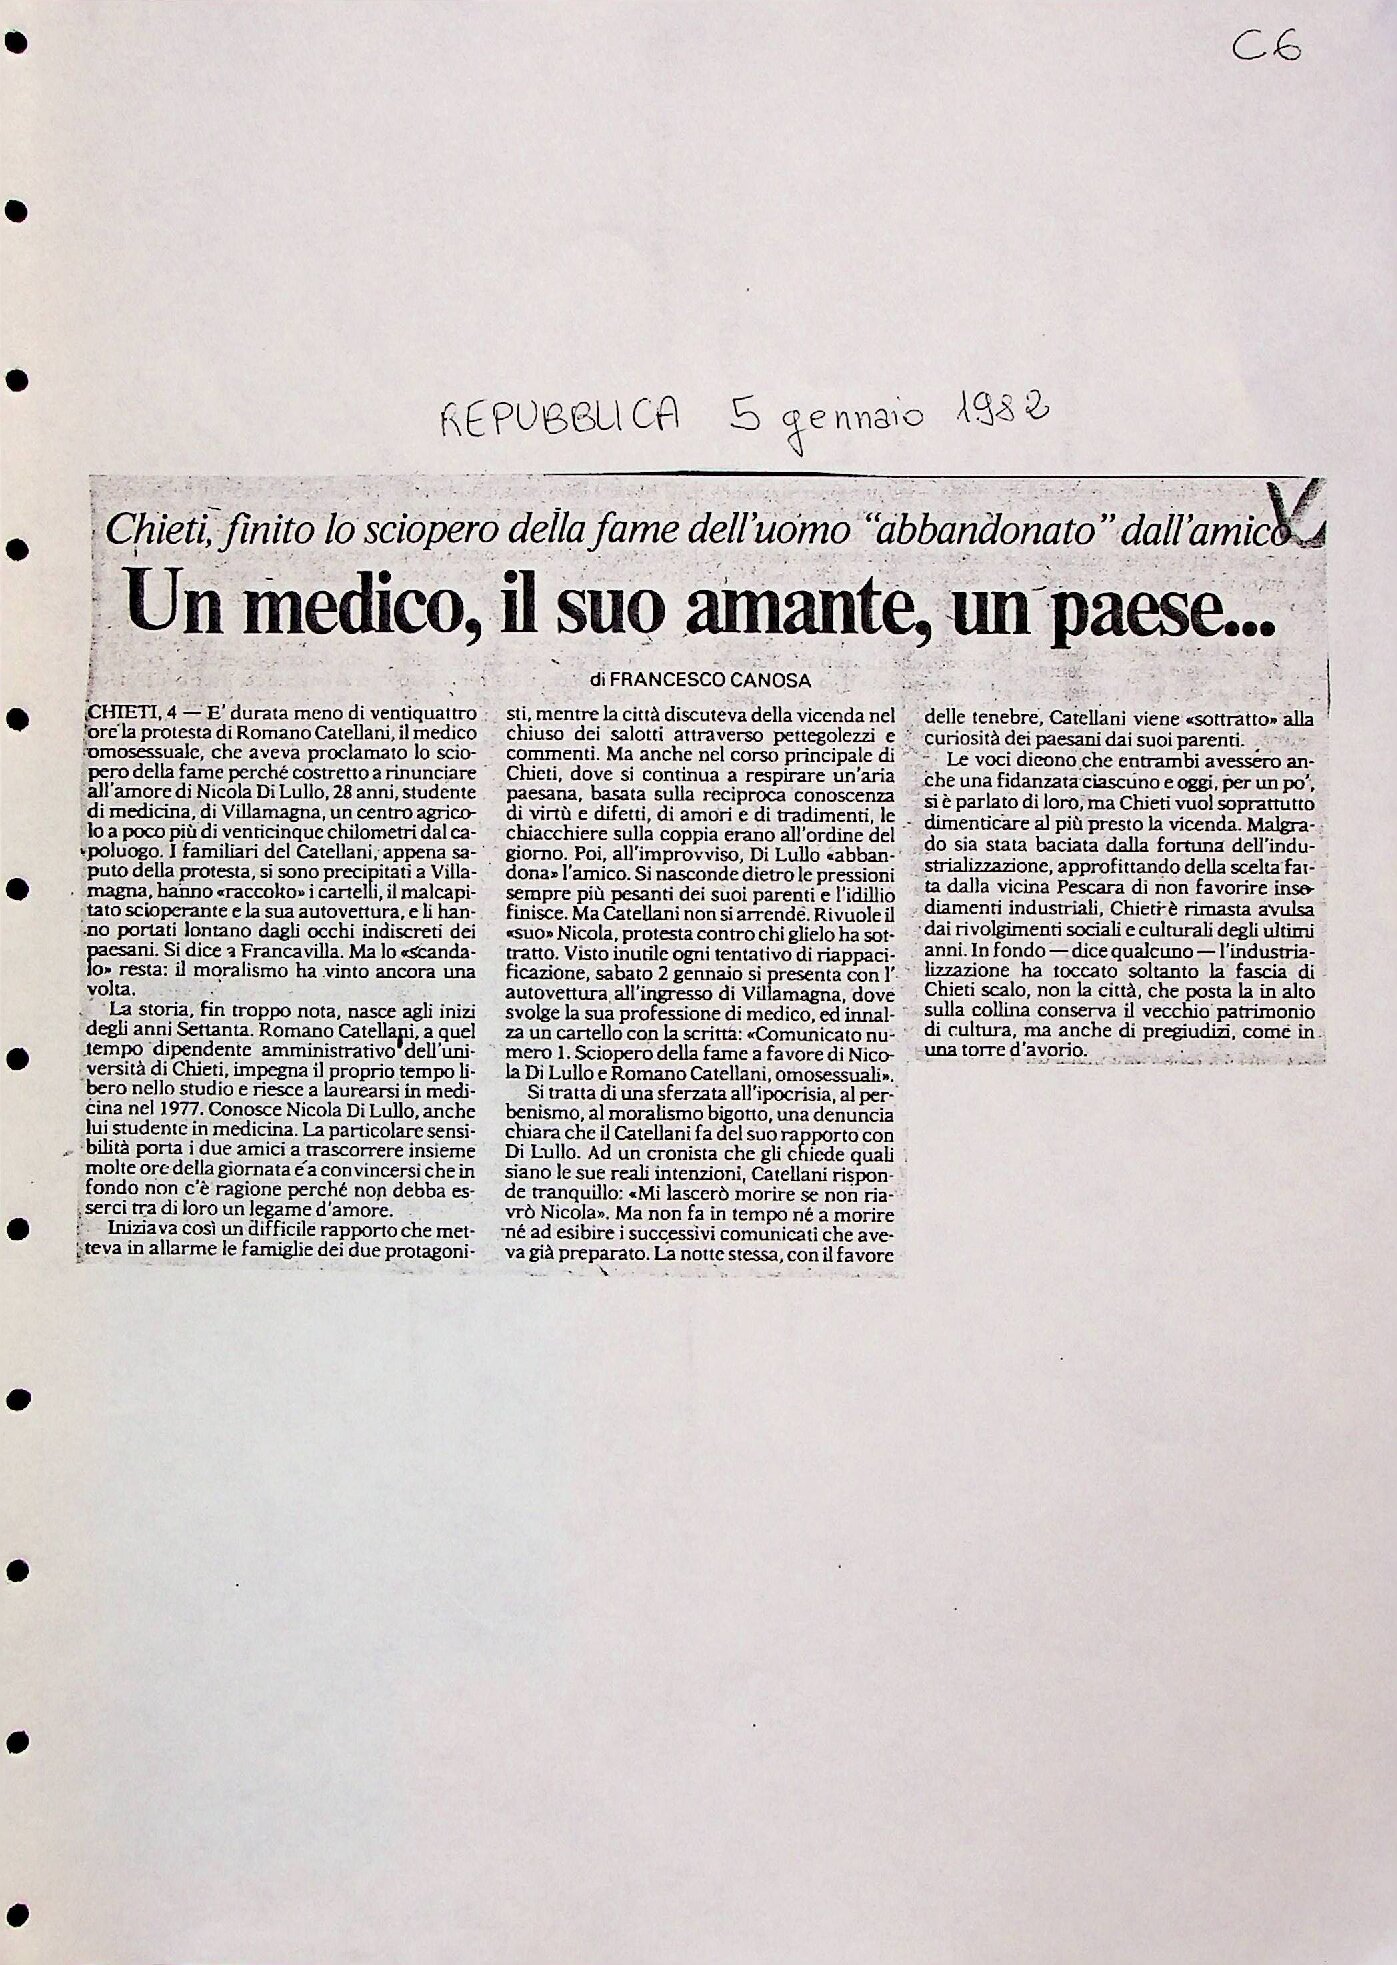 C6
REPUBBLICA 5 gennaio 1982
Chieti, finito lo sciopero della fame dell'uomo “abbandonato” dall'amico
Un medico, il suo amante, un paese...
di FRANCESCO CANOSA
CHIETI, 4 — E' durata meno di ventiquattro
ore la protesta di Romano Catellani, il medico
omosessuale, che aveva proclamato lo scio-
pero della fame perché costretto a rinunciare
all'amore di Nicola Di Lullo, 28 anni, studente
di medicina, di Villamagna, un centro agrico-
lo a poco più di venticinque chilometri dal ca-
poluogo. I familiari del Catellani, appena sa-
puto della protesta, si sono precipitati a Villa-
magna, hanno «raccolto» i cartelli, il malcapi-
tato scioperante e la sua autovettura, e li han-
no portati lontano dagli occhi indiscreti dei
paesani. Si dice a Francavilla. Ma lo «scanda-
lo» resta: il moralismo ha vinto ancora una
volta.
La storia, fin troppo nota, nasce agli inizi
degli anni Settanta. Romano Catellani, a quel
tempo dipendente amministrativo dell'uni-
versità di Chieti, impegna il proprio tempo li-
bero nello studio e riesce a laurearsi in medi-
cina nel 1977. Conosce Nicola Di Lullo, anche
lui studente in medicina. La particolare sensi-
bilità porta i due amici a trascorrere insieme
molte ore della giornata e a convincersi che in
fondo non c'è ragione perché non debba es-
serci tra di loro un legame d'amore.
Iniziava così un difficile rapporto che met-
teva in allarme le famiglie dei due protagoni-
sti, mentre la città discuteva della vicenda nel
chiuso dei salotti attraverso pettegolezzi e
commenti. Ma anche nel corso principale di
Chieti, dove si continua a respirare un'aria
paesana, basata sulla reciproca conoscenza
di virtù e difetti, di amori e di tradimenti, le
chiacchiere sulla coppia erano all'ordine del
giorno. Poi, all'improvviso, Di Lullo «abban-
dona» l'amico. Si nasconde dietro le pressioni
sempre più pesanti dei suoi parenti e l'idillio
finisce. Ma Catellani non si arrende. Rivuole il
«suo» Nicola, protesta contro chi glielo ha sot-
tratto. Visto inutile ogni tentativo di riappaci-
ficazione, sabato 2 gennaio si presenta con l'
autovettura all'ingresso di Villamagna, dove
svolge la sua professione di medico, ed innal-
za un cartello con la scritta: «Comunicato nu-
mero 1. Sciopero della fame a favore di Nico-
la Di Lullo e Romano Catellani, omosessuali».
Si tratta di una sferzata all'ipocrisia, al per-
benismo, al moralismo bigotto, una denuncia
chiara che il Catellani fa del suo rapporto con
Di Lullo. Ad un cronista che gli chiede quali
siano le sue reali intenzioni, Catellani rispon-
de tranquillo: «Mi lascerò morire se non ria-
vrò Nicola». Ma non fa in tempo né a morire
né ad esibire i successivi comunicati che ave-
va già preparato. La notte stessa, con il favore
delle tenebre, Catellani viene «sottratto» alla
curiosità dei paesani dai suoi parenti.
Le voci dicono che entrambi avessero an-
che una fidanzata ciascuno e oggi, per un po',
si è parlato di loro, ma Chieti vuol soprattutto
dimenticare al più presto la vicenda. Malgra-
do sia stata baciata dalla fortuna dell'indu-
strializzazione, approfittando della scelta fat-
ta dalla vicina Pescara di non favorire inse-
diamenti industriali, Chieti è rimasta avulsa
dai rivolgimenti sociali e culturali degli ultimi
anni. In fondo — dice qualcuno — l'industria-
lizzazione ha toccato soltanto la fascia di
Chieti scalo, non la città, che posta la in alto
sulla collina conserva il vecchio patrimonio
di cultura, ma anche di pregiudizi, come in
una torre d'avorio.